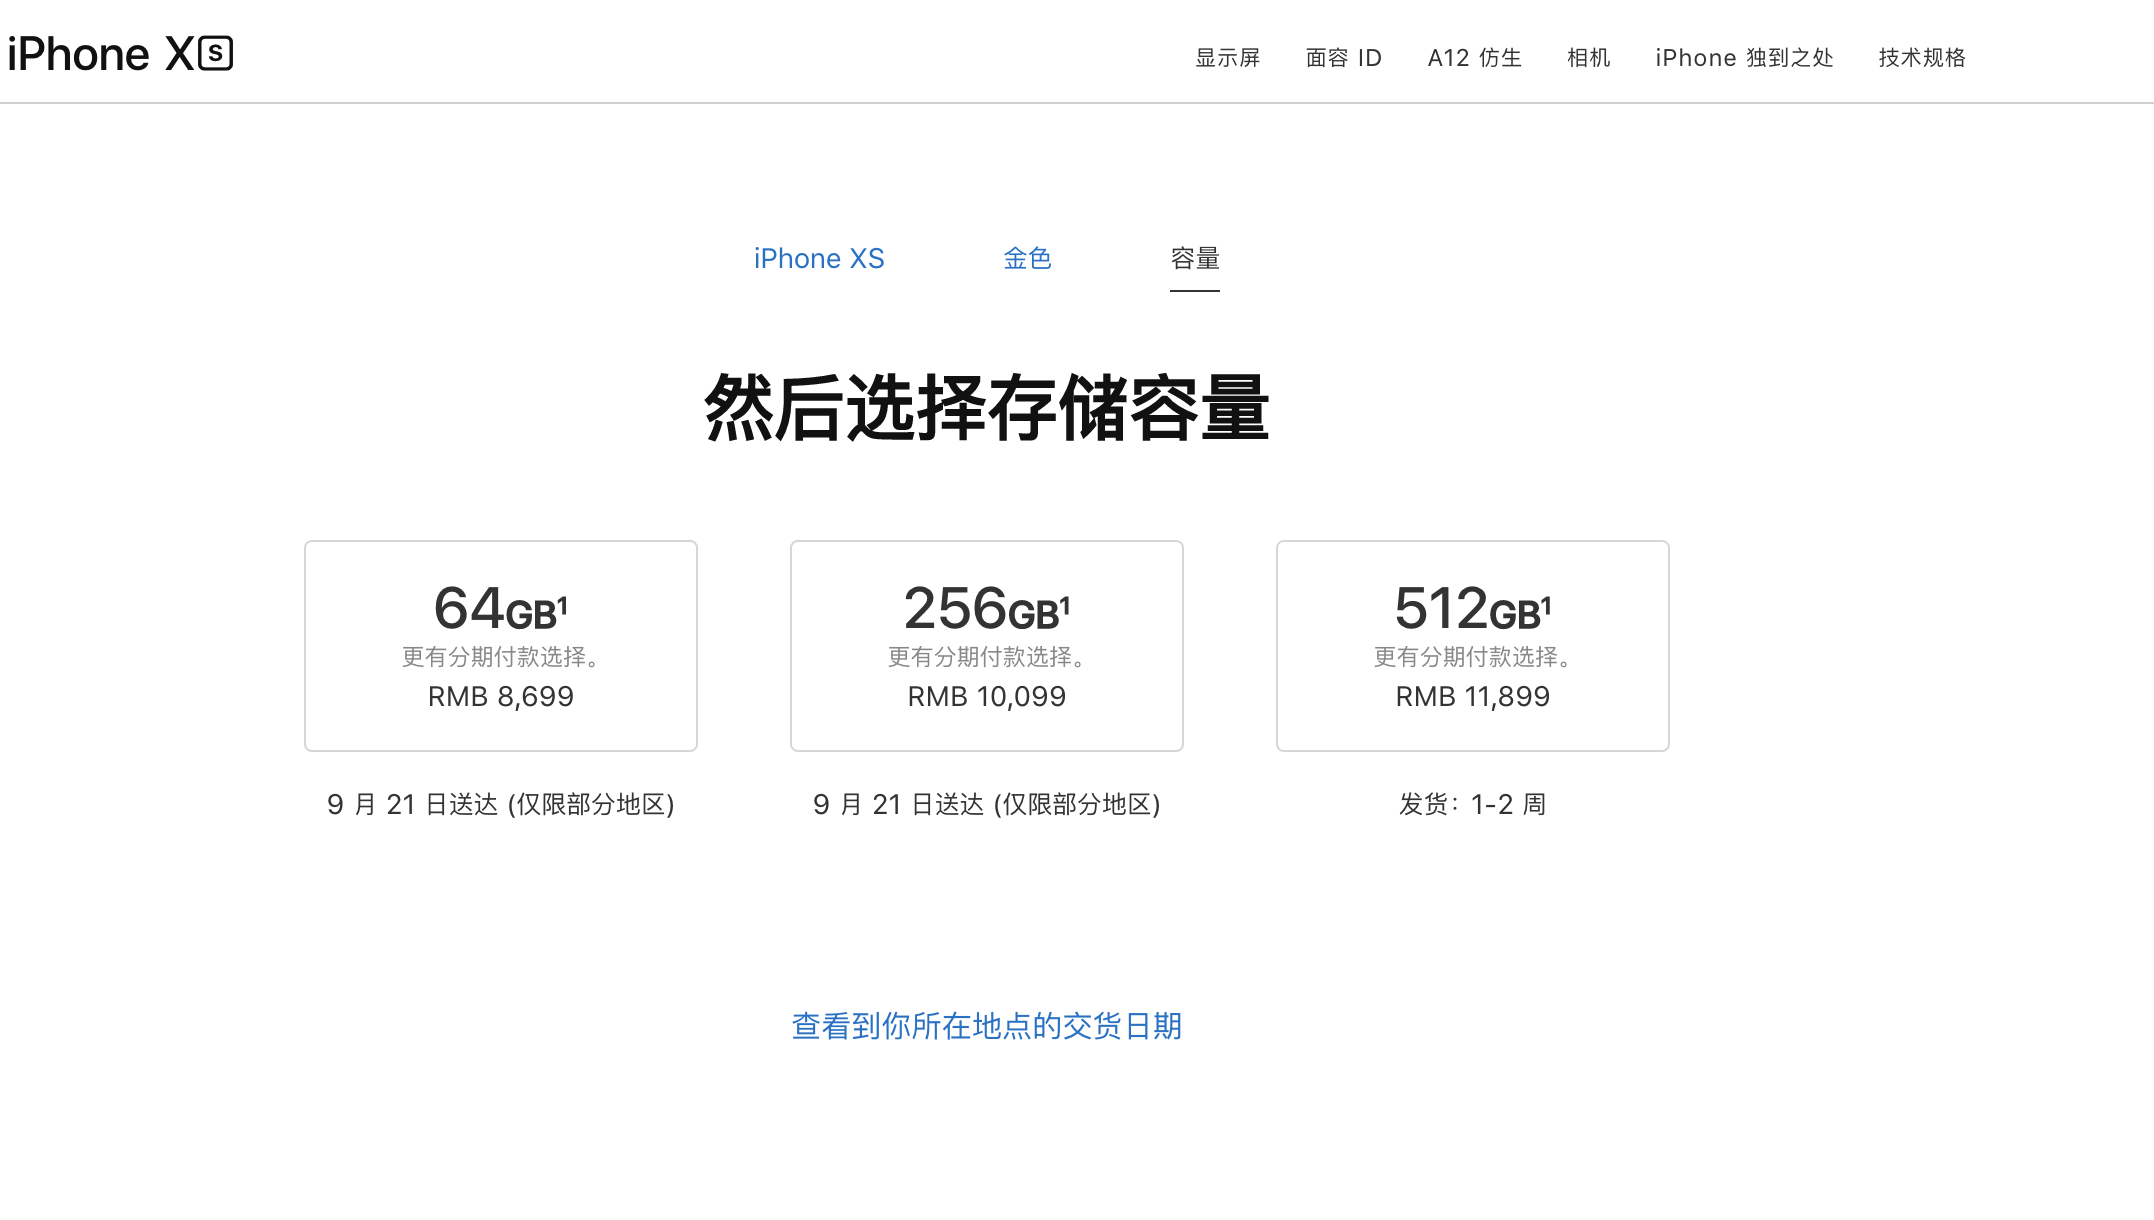 iPhone XS
显示屏 面容 ID A12 仿生 相机 iPhone 独到之处 技术规格
iPhone XS 金色 容量
然后选择存储容量
64GB¹
更有分期付款选择。
RMB 8,699
9 月 21 日送达 (仅限部分地区)
256GB¹
更有分期付款选择。
RMB 10,099
9 月 21 日送达 (仅限部分地区)
512GB¹
更有分期付款选择。
RMB 11,899
发货：1-2 周
查看到你所在地点的交货日期